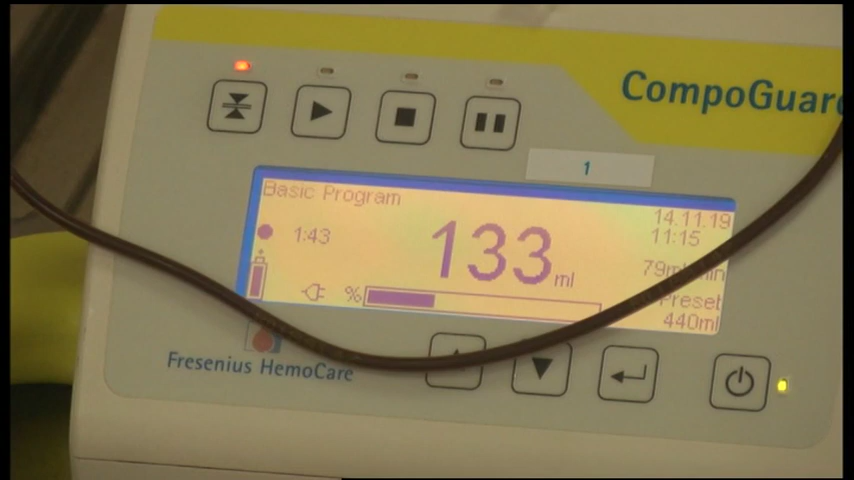 CompoGuard
1
Basic Program
14.11.19
11:15
1:43
133 ml
79ml/min
%
Preset
440ml
Fresenius HemoCare